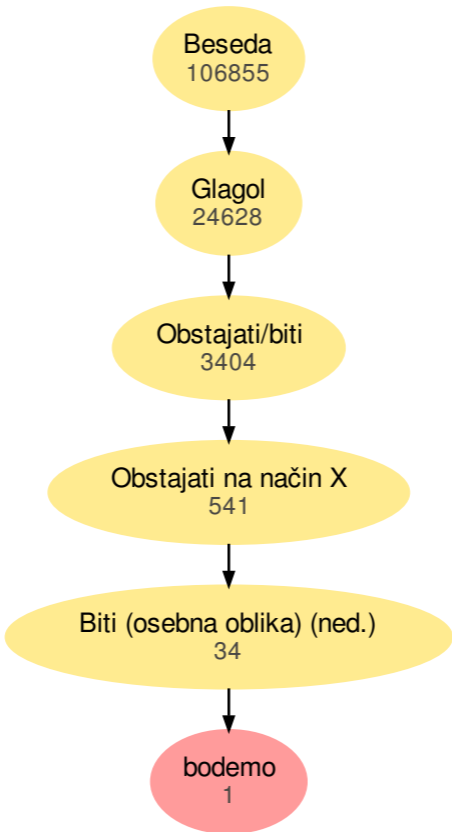 Beseda
106855
Glagol
24628
Obstajati/biti
3404
Obstajati na način X
541
Biti (osebna oblika) (ned.)
34
bodemo
1